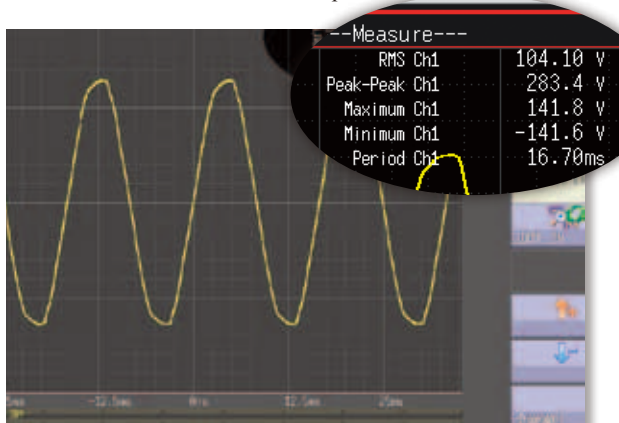 --Measure---
RMS Ch1 104.10 V
Peak-Peak Ch1 283.4 V
Maximum Ch1 141.8 V
Minimum Ch1 -141.6 V
Period Ch1 16.70ms
-12.5ms 0/s 12.5ms 25ms